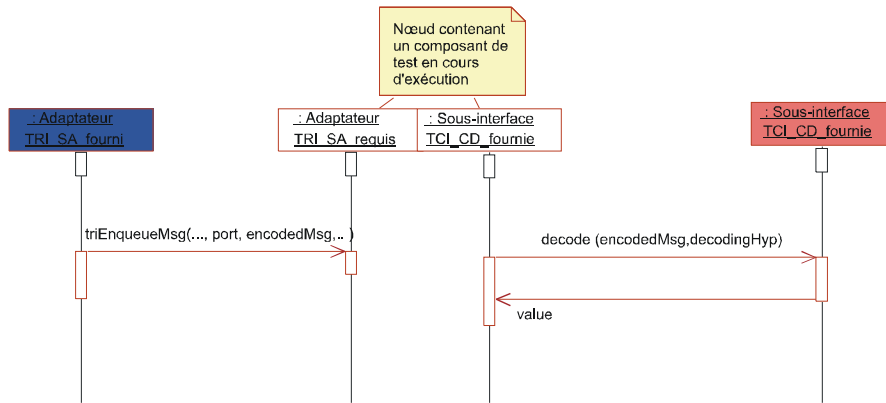 Nœud contenant
un composant de
test en cours
d'exécution
: Adaptateur
TRI_SA_fourni
: Adaptateur
TRI_SA_requis
: Sous-interface
TCI_CD_fournie
: Sous-interface
TCI_CD_fournie
triEnqueueMsg(..., port, encodedMsg,.. )
decode (encodedMsg,decodingHyp)
value